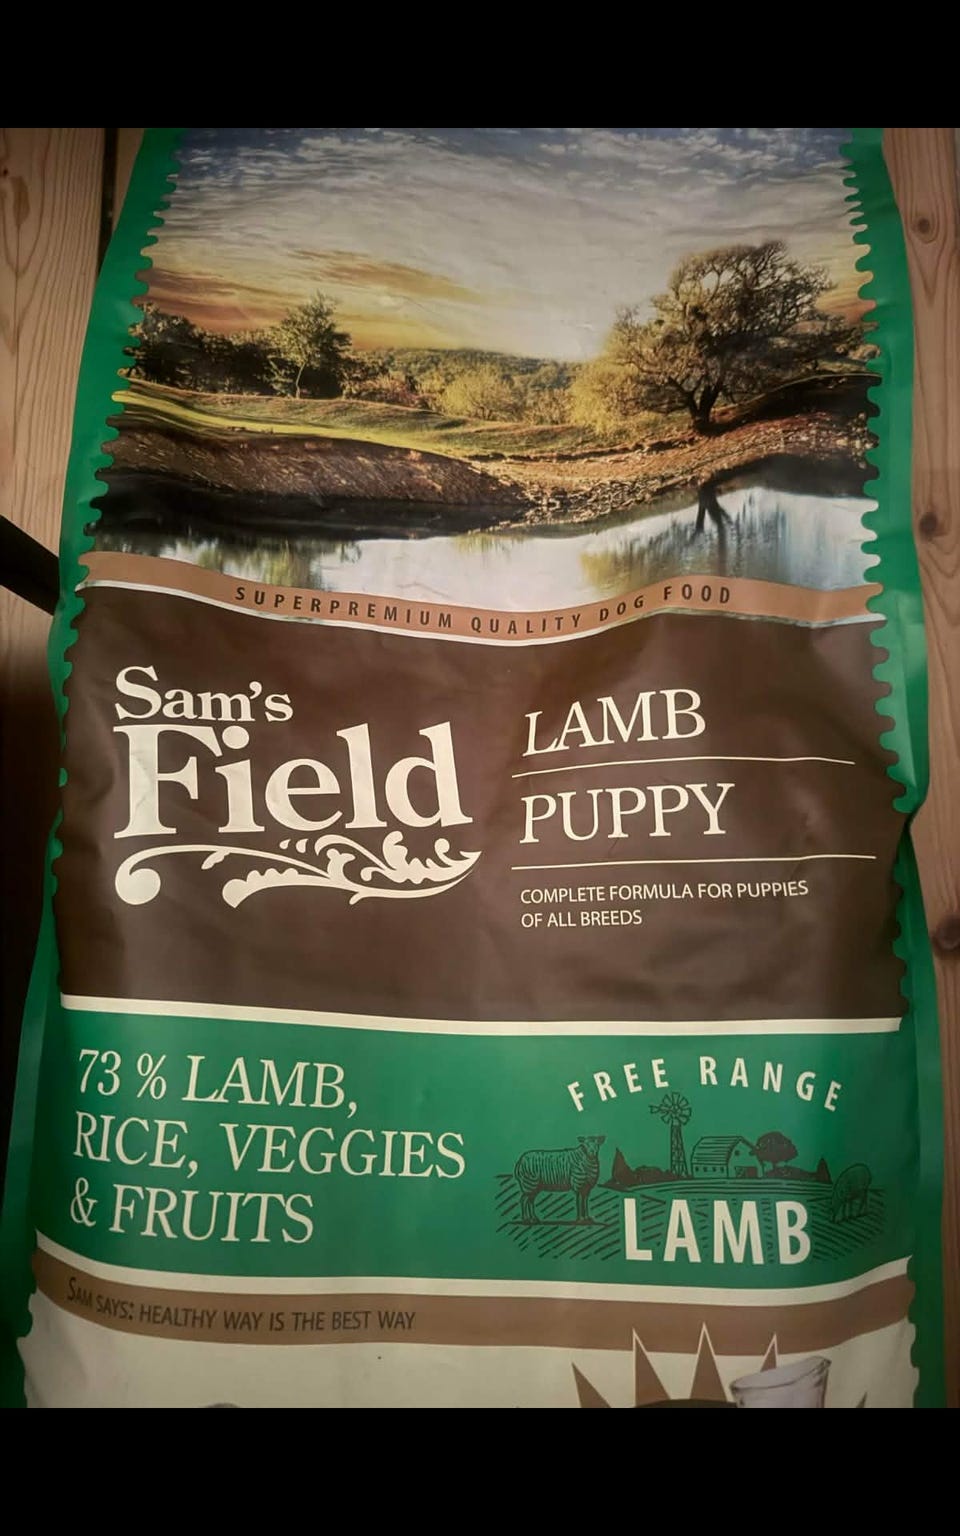 SUPERPREMIUM QUALITY DOG FOOD
Sam's
Field
LAMB
PUPPY
COMPLETE FORMULA FOR PUPPIES
OF ALL BREEDS
73 % LAMB,
RICE, VEGGIES
& FRUITS
FREE RANGE
LAMB
SAM SAYS: HEALTHY WAY IS THE BEST WAY